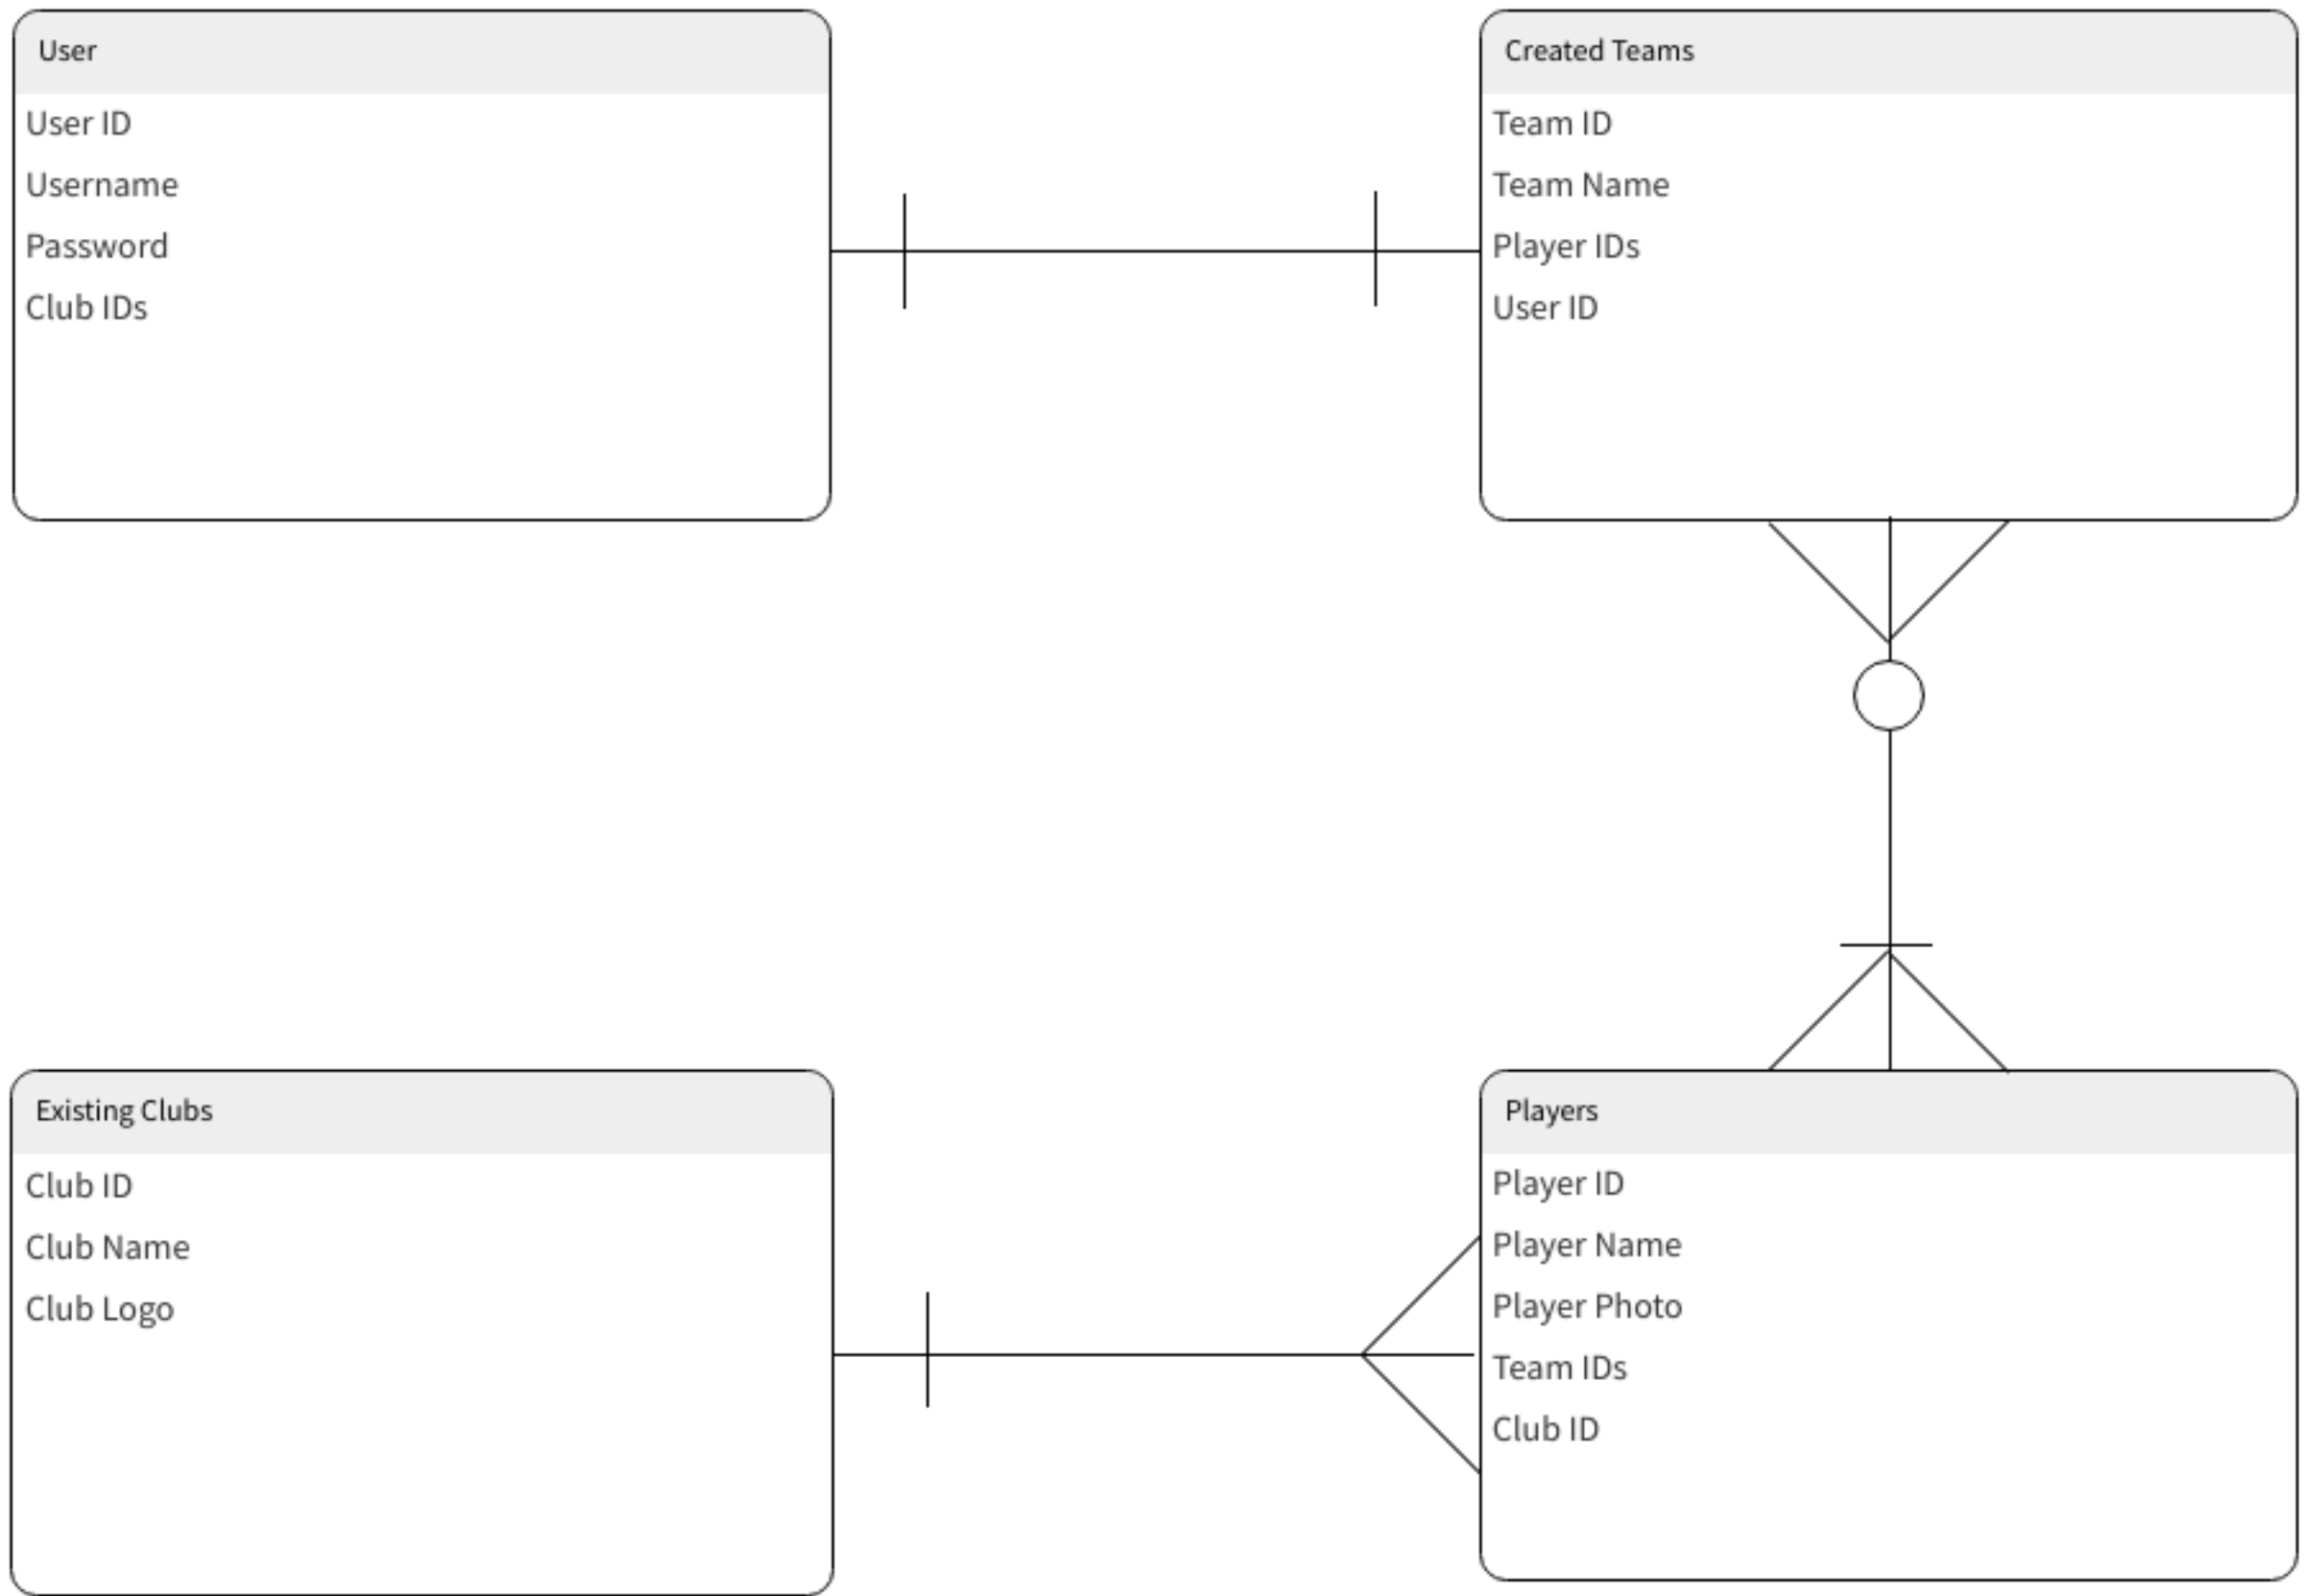 User
User ID
Username
Password
Club IDs
Created Teams
Team ID
Team Name
Player IDs
User ID
Existing Clubs
Club ID
Club Name
Club Logo
Players
Player ID
Player Name
Player Photo
Team IDs
Club ID